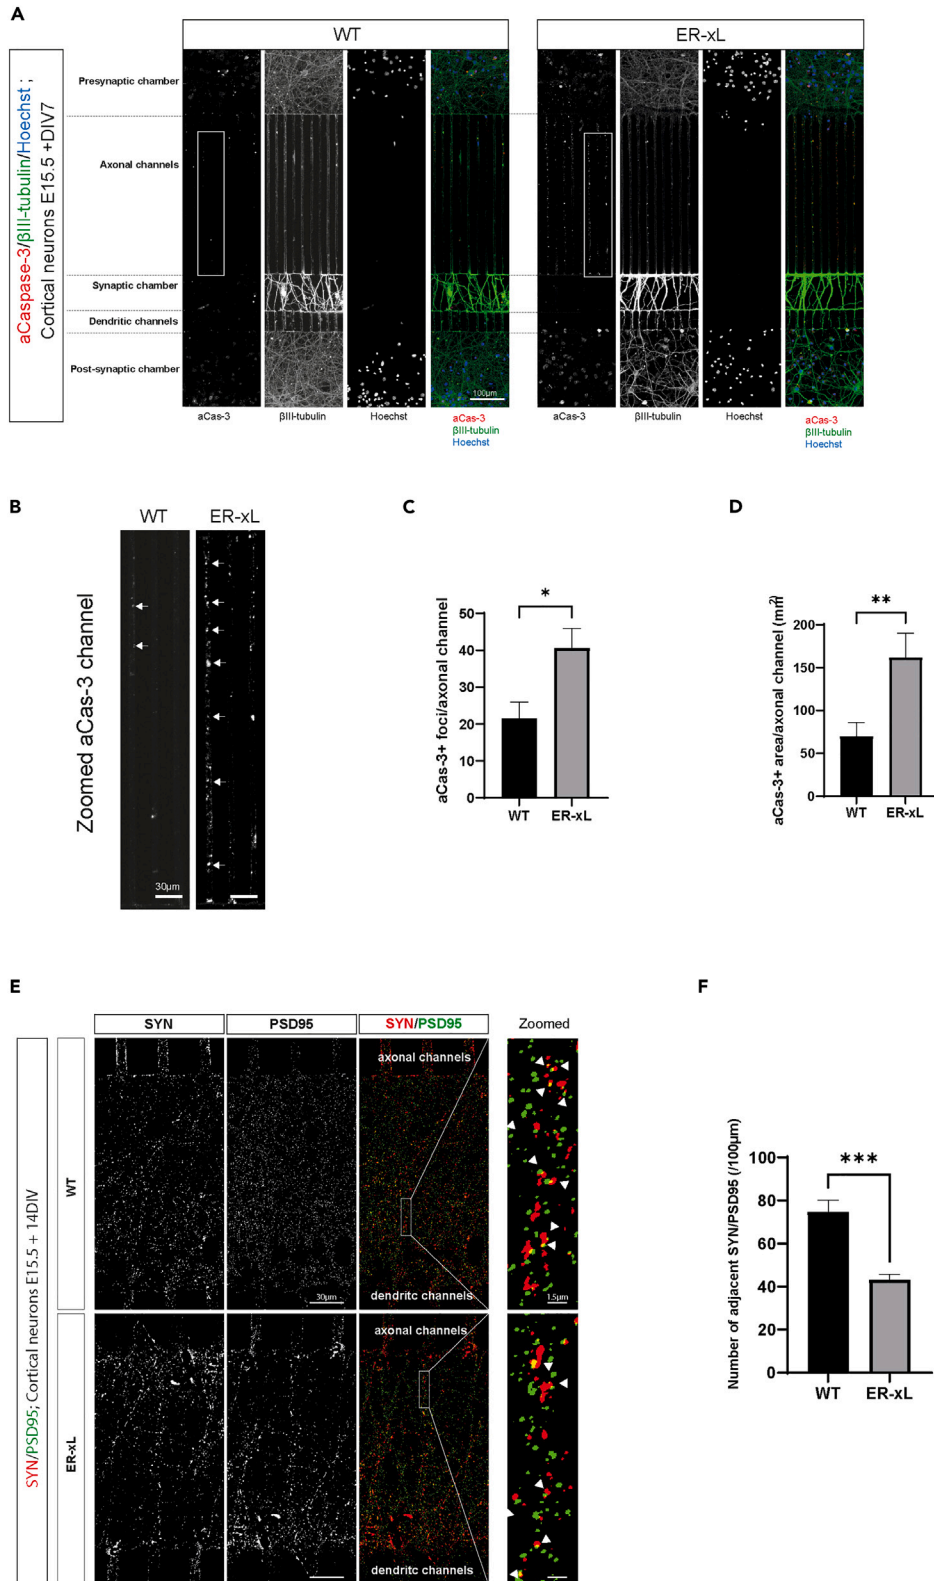 A
WT
ER-xL
aCaspase-3/βIII-tubulin/Hoechst ;
Cortical neurons E15.5 +DIV7
Presynaptic chamber
Axonal channels
Synaptic chamber
Dendritic channels
Post-synaptic chamber
100µm
aCas-3
βIII-tubulin
Hoechst
aCas-3
βIII-tubulin
Hoechst
aCas-3
βIII-tubulin
Hoechst
aCas-3
βIII-tubulin
Hoechst
B
WT
ER-xL
Zoomed aCas-3 channel
30µm
C
aCas-3+ foci/axonal channel
50
40
30
20
10
0
*
WT
ER-xL
D
aCas-3+ area/axonal channel (mm²)
200
150
100
50
0
**
WT
ER-xL
E
SYN
PSD95
SYN/PSD95
Zoomed
SYN/PSD95; Cortical neurons E15.5 + 14DIV
WT
axonal channels
dendritc channels
30µm
1.5µm
ER-xL
axonal channels
dendritc channels
F
Number of adjacent SYN/PSD95 (/100µm)
100
80
60
40
20
0
***
WT
ER-xL